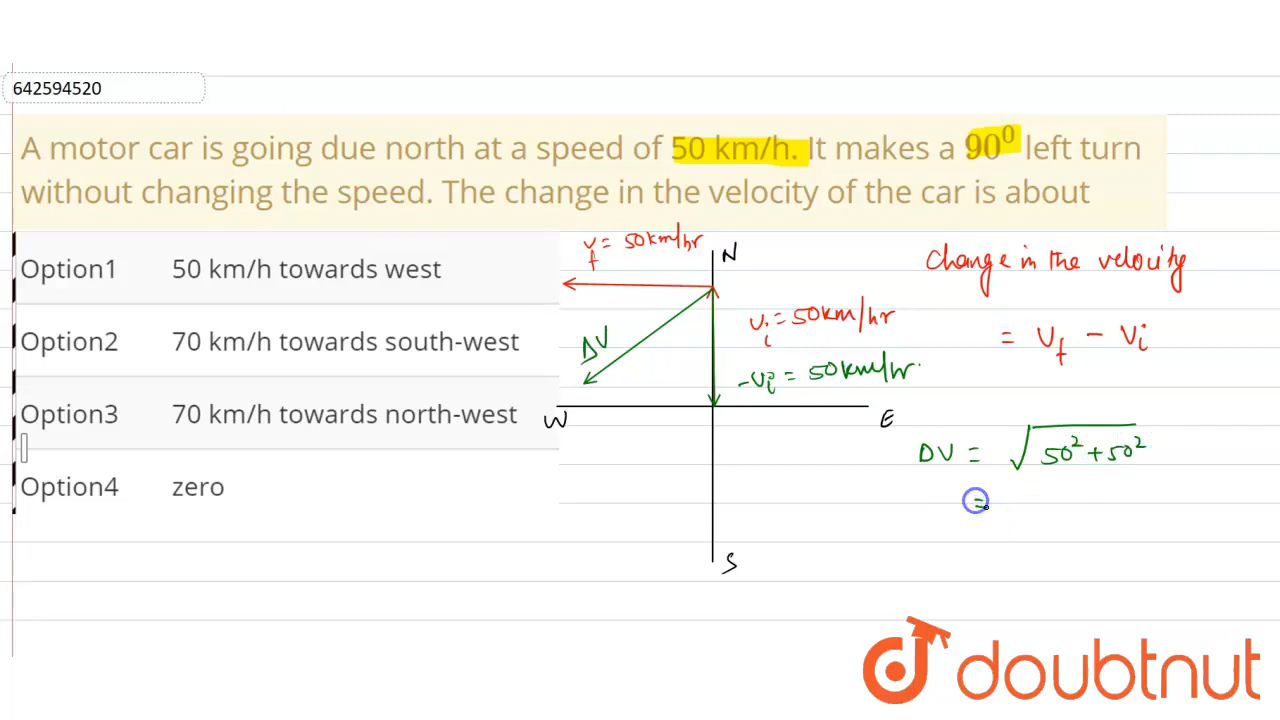 642594520
A motor car is going due north at a speed of 50 km/h. It makes a 90⁰ left turn
without changing the speed. The change in the velocity of the car is about
Option1 50 km/h towards west
Option2 70 km/h towards south-west
Option3 70 km/h towards north-west
Option4 zero
v_f = 50km/hr
N
v_i = 50km/hr
ΔV
-v_i = 50km/hr.
W
E
S
Change in the velocity
= V_f - V_i
ΔV = √50² + 50²
=
doubtnut